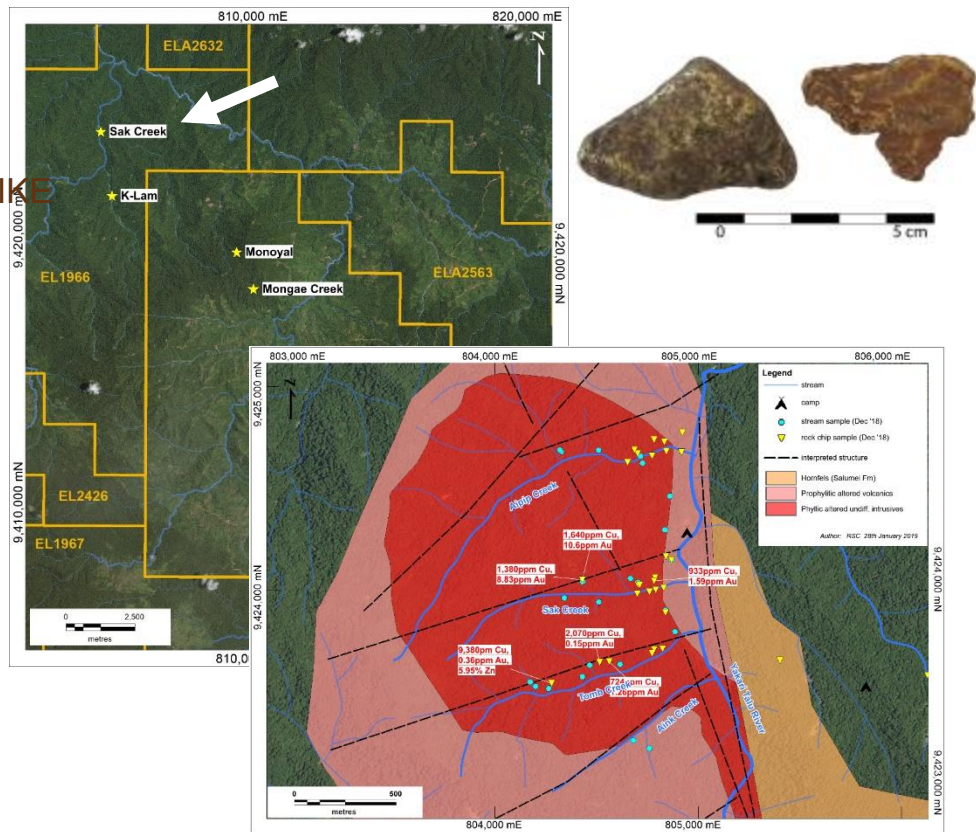 810,000 mE
820,000 mE
ELA2632
Sak Creek
K-Lam
Monoyal
Mongae Creek
EL1966
ELA2563
EL2426
EL1967
9,420,000 mN
9,410,000 mN
9,420,000 mN
0 2,500
metres
0 5 cm
803,000 mE
804,000 mE
805,000 mE
806,000 mE
9,425,000 mN
9,424,000 mN
9,424,000 mN
9,423,000 mN
Legend
stream
camp
stream sample (Dec '18)
rock chip sample (Dec '18)
interpreted structure
Hornfels (Salumei Fm)
Prophylitic altered volcanics
Phyllic altered undiff. intrusives
Author: RSC 28th January 2019
Aipip Creek
1,640ppm Cu,
10.6ppm Au
1,380ppm Cu,
8.83ppm Au
933ppm Cu
1.59ppm Au
Sak Creek
2,070ppm Cu,
0.15ppm Au
9,380pm Cu,
0.36ppm Au,
5.95% Zn
Tomb Creek
Aink Creek
River
0 500
metres
804,000 mE
805,000 mE